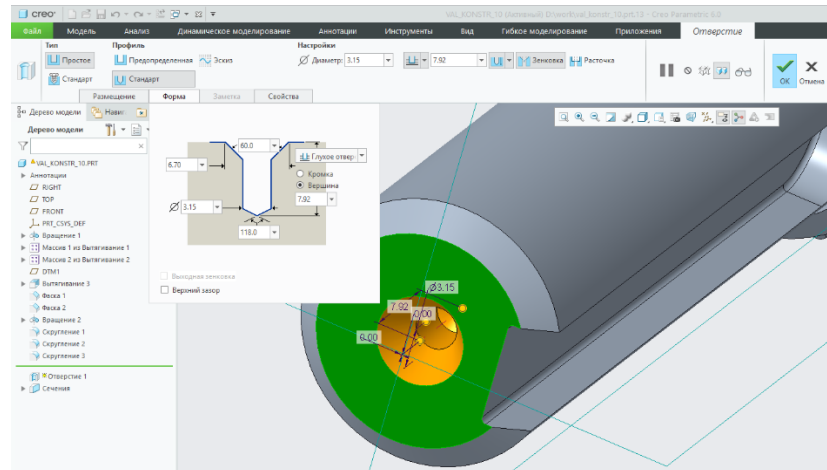 creo
VAL_KONSTR_10 (Активный) D:\work\val_konstr_10.prt.13 - Creo Parametric 6.0
Файл Модель Анализ Динамическое моделирование Аннотации Инструменты Вид Гибкое моделирование Приложения Отверстие
Тип Профиль Настройки
Простое Предопределенная Эскиз Диаметр: 3.15 7.92 Зенковка Расточка
Стандарт Стандарт OK Отмена
Размещение Форма Заметка Свойства
Дерево модели Нави
Дерево модели
VAL_KONSTR_10.PRT
Аннотации
RIGHT
TOP
FRONT
PRT_CSYS_DEF
Вращение 1
Массив 1 из Вытягивание 1
Массив 2 из Вытягивание 2
DTM1
Вытягивание 3
Фаска 1
Фаска 2
Вращение 2
Скругление 1
Скругление 2
Скругление 3
Отверстие 1
Сечения
60.0
6.70
Глухое отвер
Кромка
Вершина
7.92
Ø 3.15
118.0
Выходная зенковка
Верхний зазор
Ø3.15
7.92
0.00
0.00